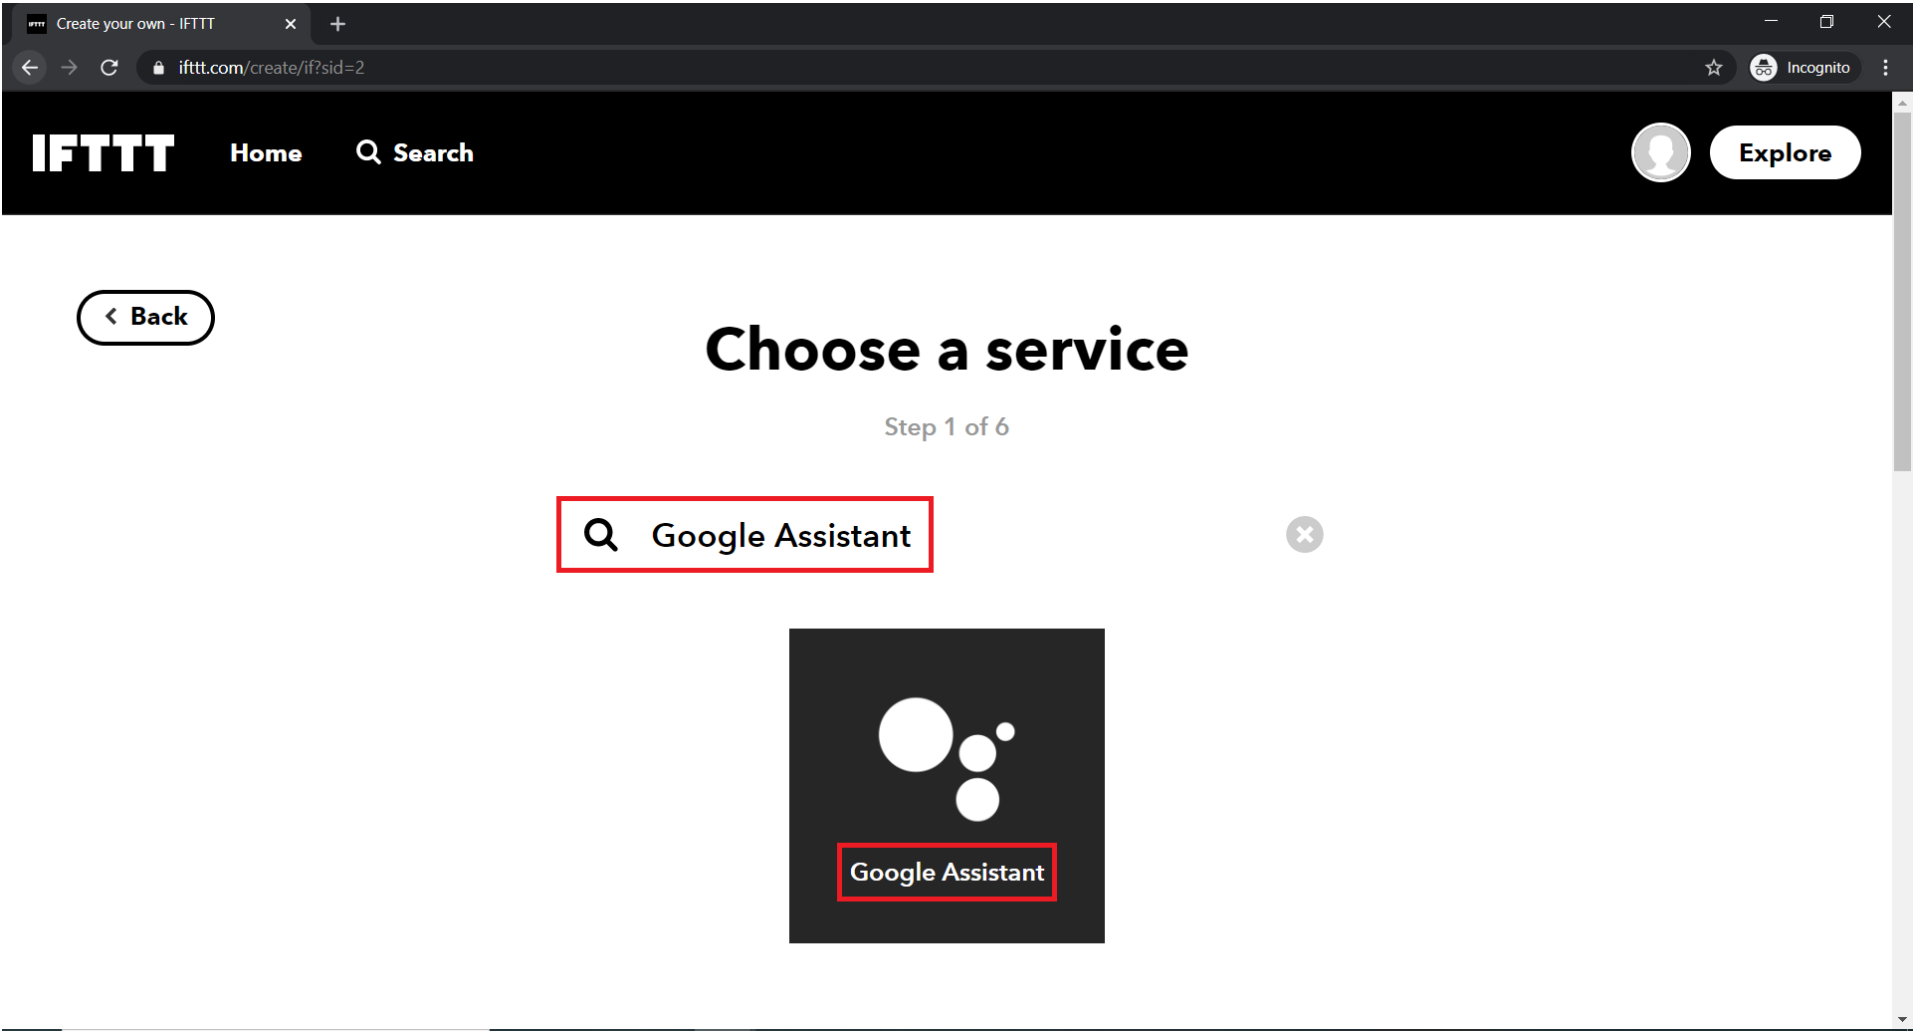 Create your own - IFTTT
ifttt.com/create/if?sid=2
Incognito
IFTTT
Home
Search
Explore
Back
Choose a service
Step 1 of 6
Google Assistant
Google Assistant